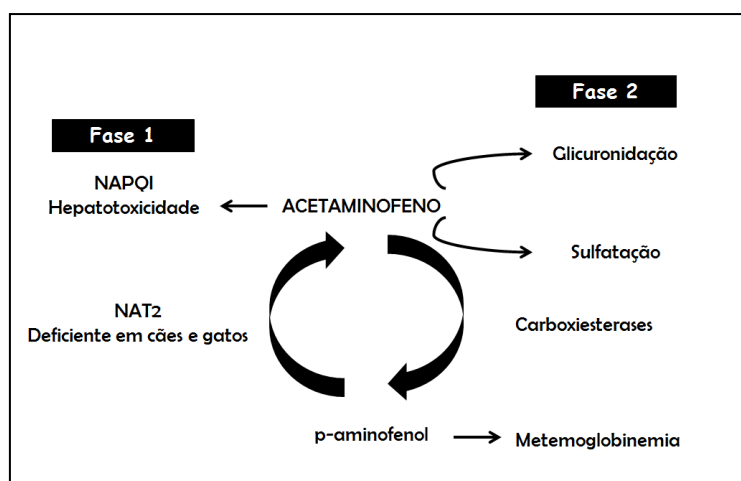 Fase 2
Fase 1
Glicuronidação
NAPQI
Hepatotoxicidade
ACETAMINOFENO
Sulfatação
NAT2
Deficiente em cães e gatos
Carboxiesterases
p-aminofenol
Metemoglobinemia